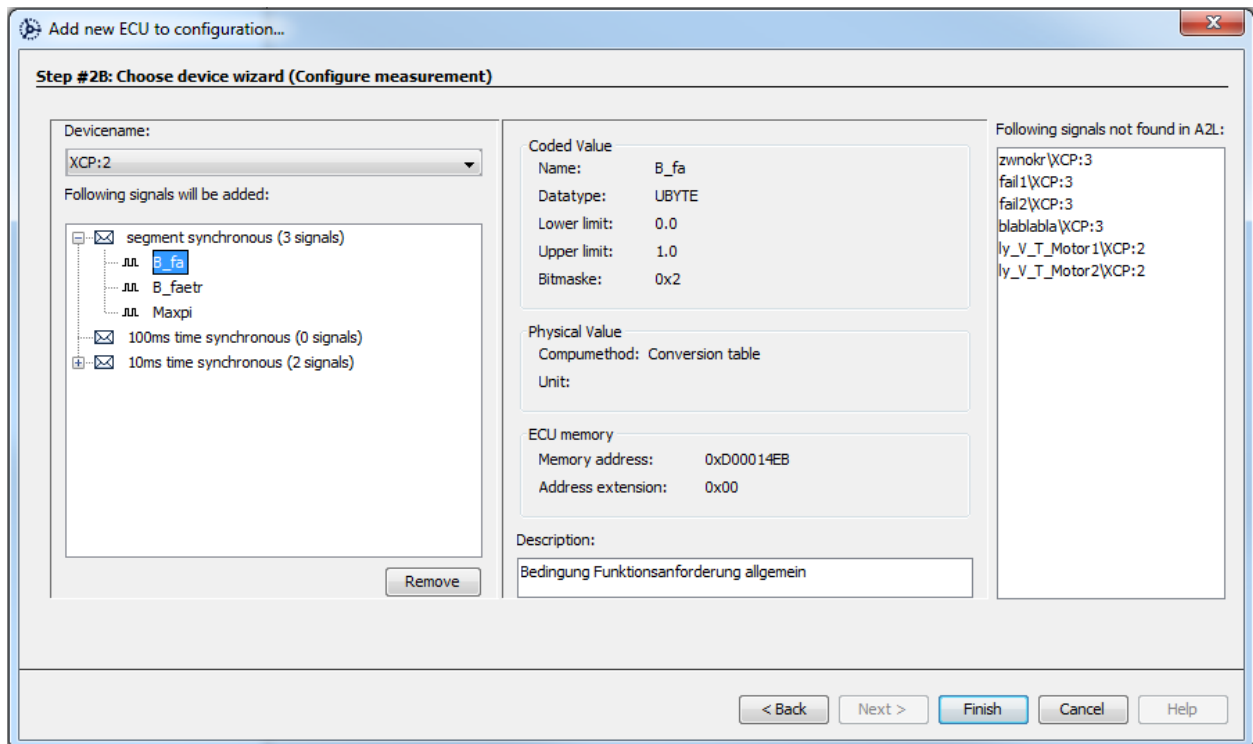 Add new ECU to configuration...
Step #2B: Choose device wizard (Configure measurement)
Devicename:
XCP:2
Following signals will be added:
segment synchronous (3 signals)
B_fa
B_faetr
Maxpi
100ms time synchronous (0 signals)
10ms time synchronous (2 signals)
Remove
Coded Value
Name: B_fa
Datatype: UBYTE
Lower limit: 0.0
Upper limit: 1.0
Bitmaske: 0x2
Physical Value
Compumethod: Conversion table
Unit:
ECU memory
Memory address: 0xD00014EB
Address extension: 0x00
Description:
Bedingung Funktionsanforderung allgemein
Following signals not found in A2L:
zwnokr\XCP:3
fail1\XCP:3
fail2\XCP:3
blablabla\XCP:3
ly_V_T_Motor1\XCP:2
ly_V_T_Motor2\XCP:2
< Back Next > Finish Cancel Help